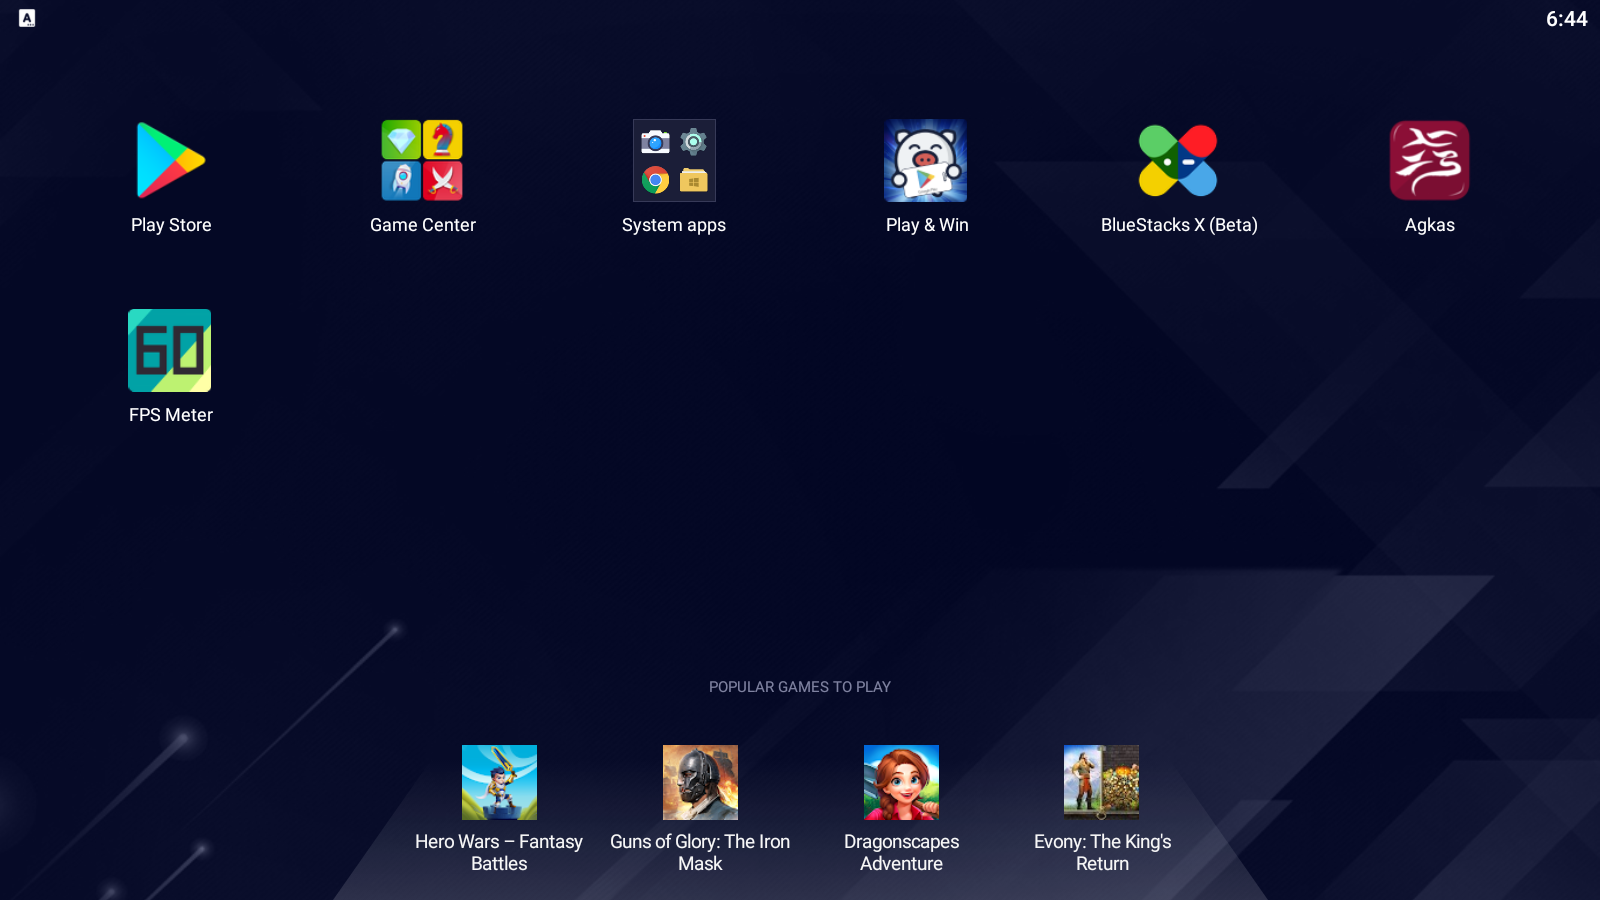 A
6:44
Play Store
Game Center
System apps
Play & Win
BlueStacks X (Beta)
Agkas
60
FPS Meter
POPULAR GAMES TO PLAY
Hero Wars – Fantasy
Battles
Guns of Glory: The Iron
Mask
Dragonscapes
Adventure
Evony: The King's
Return